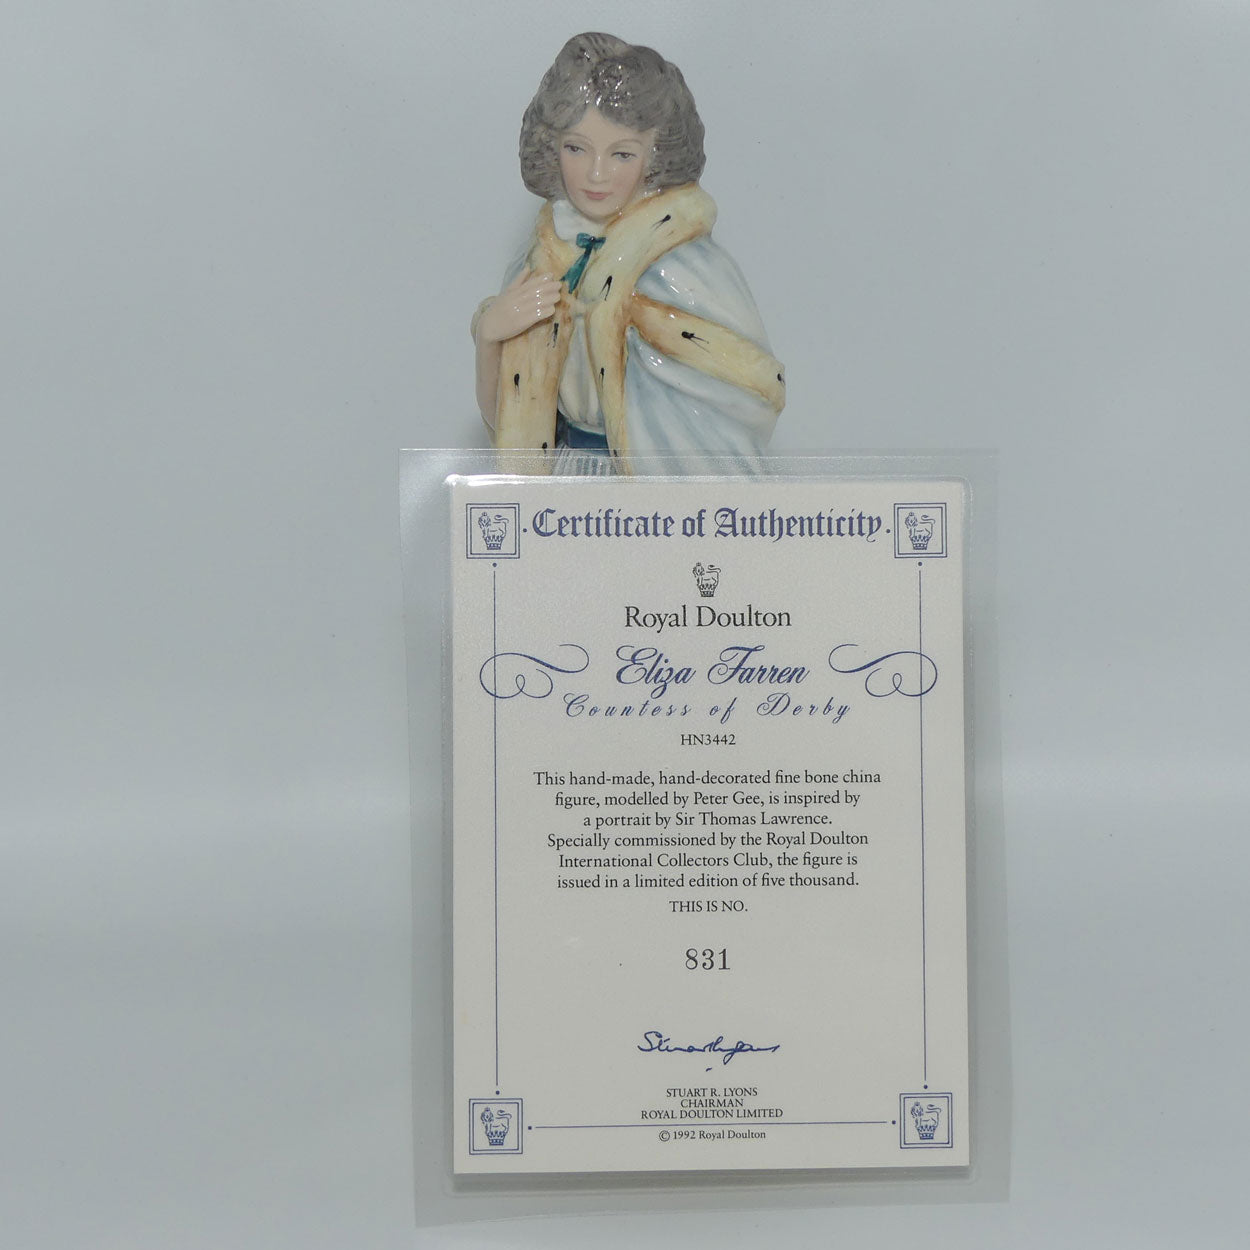 Certificate of Authenticity
Royal Doulton
Eliza Farren
Countess of Derby
HN3442
This hand-made, hand-decorated fine bone china
figure, modelled by Peter Gee, is inspired by
a portrait by Sir Thomas Lawrence.
Specially commissioned by the Royal Doulton
International Collectors Club, the figure is
issued in a limited edition of five thousand.
THIS IS NO.
831
STUART R. LYONS
CHAIRMAN
ROYAL DOULTON LIMITED
© 1992 Royal Doulton